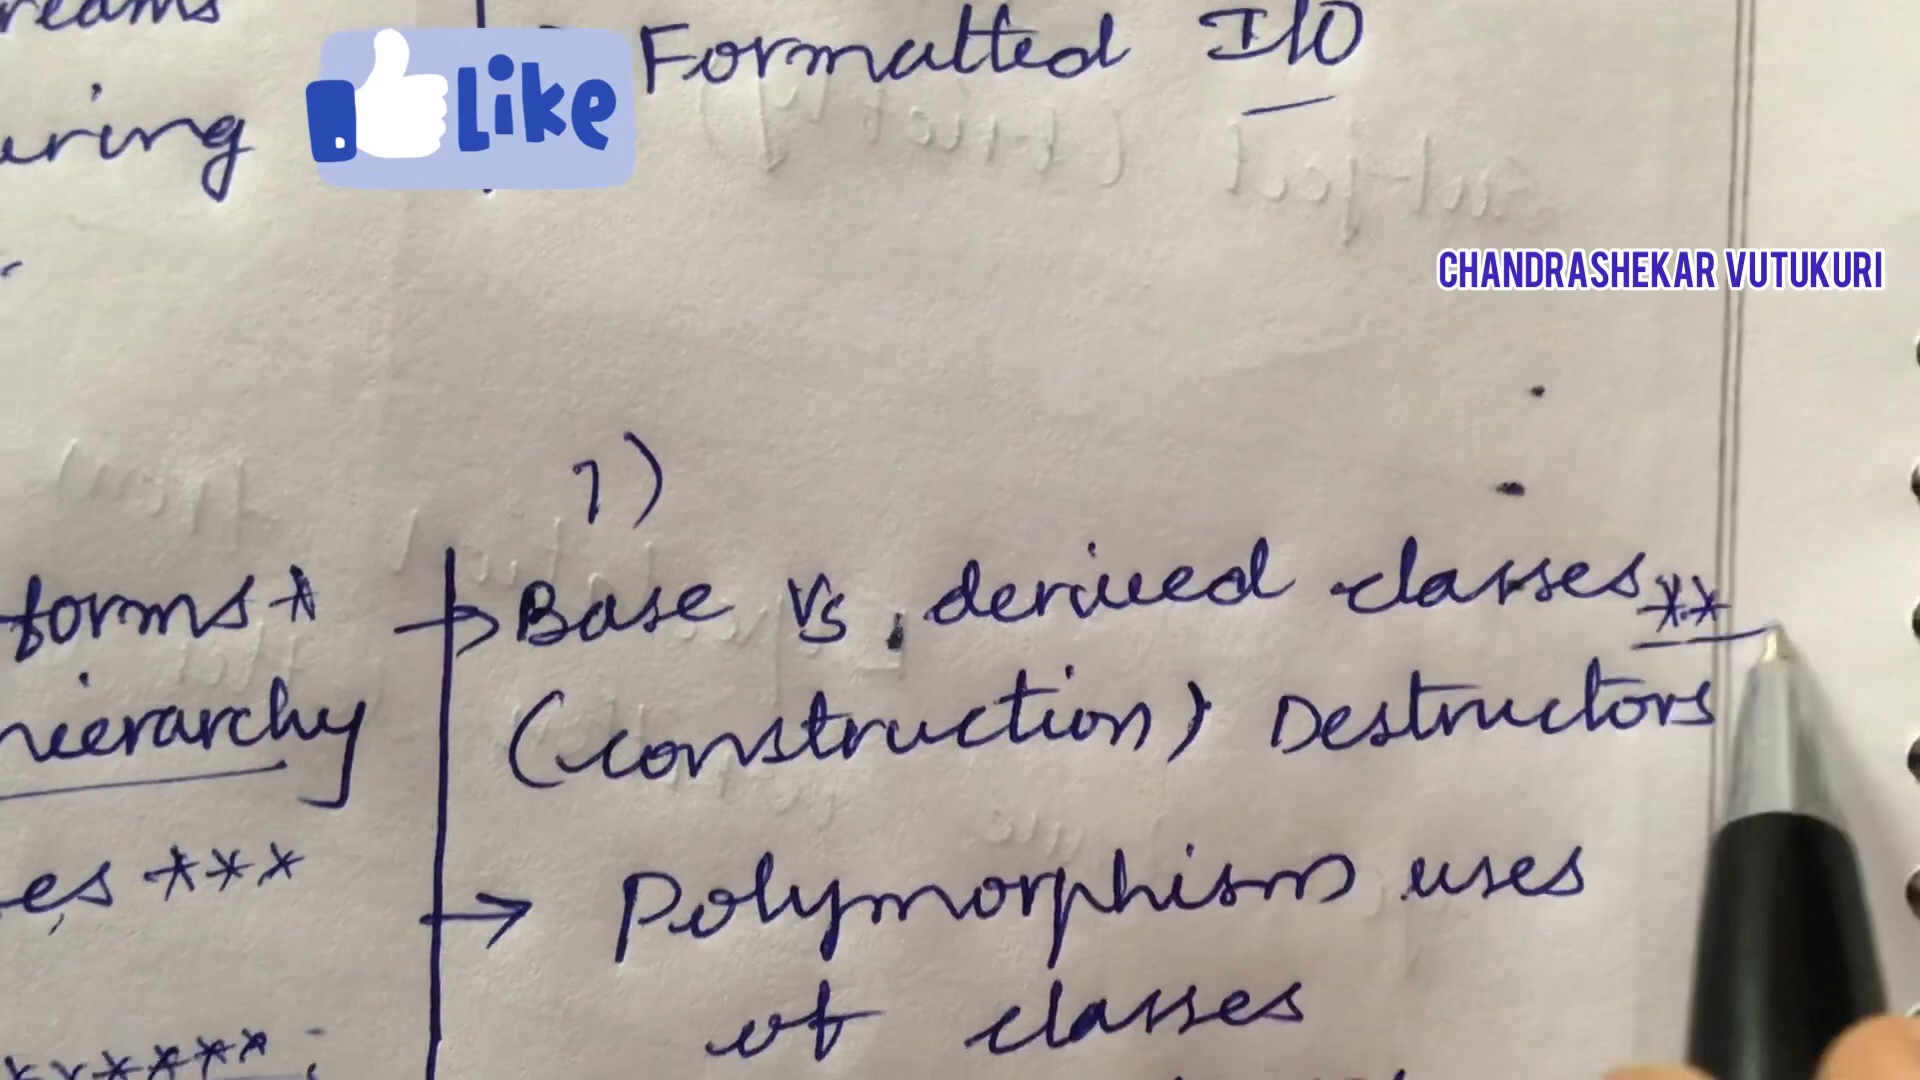 reams
Formatted I/O
uring
Like
CHANDRASHEKAR VUTUKURI
7)
forms *
→ Base Vs. derived classes **
hierarchy
(construction) Destructors
es ***
→ Polymorphism uses
of classes
******